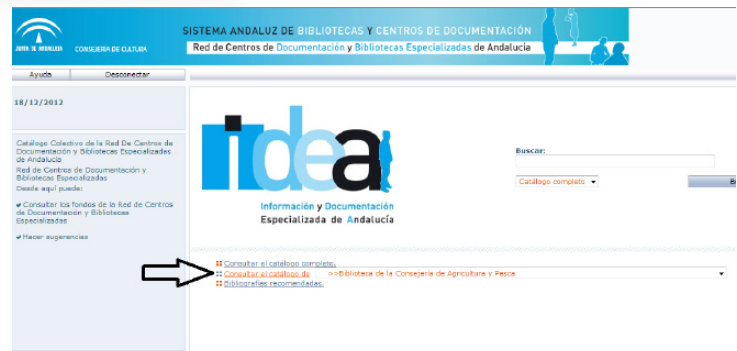 SISTEMA ANDALUZ DE BIBLIOTECAS Y CENTROS DE DOCUMENTACIÓN
Red de Centros de Documentación y Bibliotecas Especializadas de Andalucía
JUNTA DE ANDALUCIA
CONSEJERÍA DE CULTURA
Ayuda
Desconectar
18/12/2012
Catálogo Colectivo de la Red De Centros de
Documentación y Bibliotecas Especializadas
de Andalucía
Red de Centros de Documentación y
Bibliotecas Especializadas
Desde aquí puede:
Consultar los fondos de la Red de Centros
de Documentación y Bibliotecas
Especializadas
Hacer sugerencias
idea
Información y Documentación
Especializada de Andalucía
Buscar:
Catálogo completo
B
Consultar el catálogo completo.
Consultar el catálogo de >>Biblioteca de la Consejería de Agricultura y Pesca
Bibliografías recomendadas.